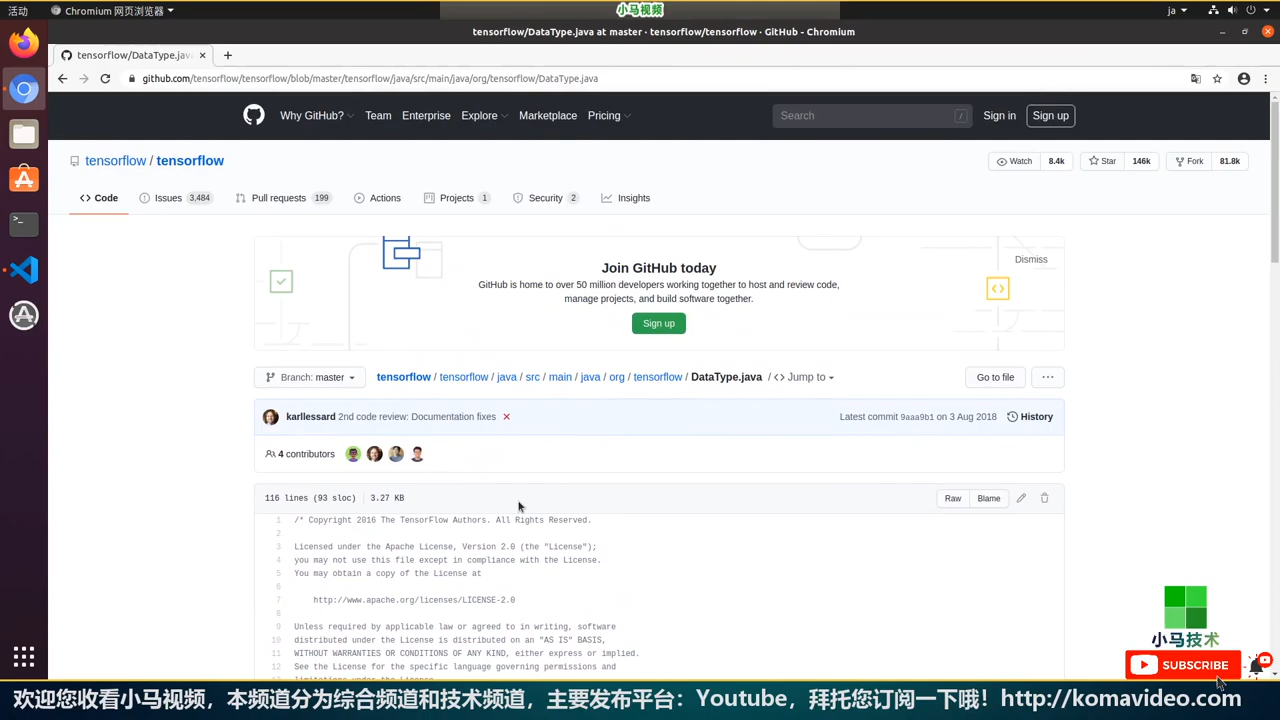 活动
Chromium 网页浏览器
小马视频
ja
tensorflow/DataType.java at master · tensorflow/tensorflow · GitHub - Chromium
tensorflow/DataType.jav
github.com/tensorflow/tensorflow/blob/master/tensorflow/java/src/main/java/org/tensorflow/DataType.java
Why GitHub? Team Enterprise Explore Marketplace Pricing Search / Sign in Sign up
tensorflow / tensorflow Watch 8.4k Star 146k Fork 81.8k
Code Issues 3,484 Pull requests 199 Actions Projects 1 Security 2 Insights
Dismiss
Join GitHub today
GitHub is home to over 50 million developers working together to host and review code,
manage projects, and build software together.
Sign up
Branch: master tensorflow / tensorflow / java / src / main / java / org / tensorflow / DataType.java / <> Jump to Go to file ···
karllessard 2nd code review: Documentation fixes Latest commit 9aaa9b1 on 3 Aug 2018 History
4 contributors
116 lines (93 sloc) 3.27 KB Raw Blame
1 /* Copyright 2016 The TensorFlow Authors. All Rights Reserved.
2
3 Licensed under the Apache License, Version 2.0 (the "License");
4 you may not use this file except in compliance with the License.
5 You may obtain a copy of the License at
6
7 http://www.apache.org/licenses/LICENSE-2.0
8
9 Unless required by applicable law or agreed to in writing, software
10 distributed under the License is distributed on an "AS IS" BASIS,
11 WITHOUT WARRANTIES OR CONDITIONS OF ANY KIND, either express or implied.
12 See the License for the specific language governing permissions and
小马技术
SUBSCRIBE
欢迎您收看小马视频，本频道分为综合频道和技术频道，主要发布平台：Youtube，拜托您订阅一下哦！http://komavideo.com